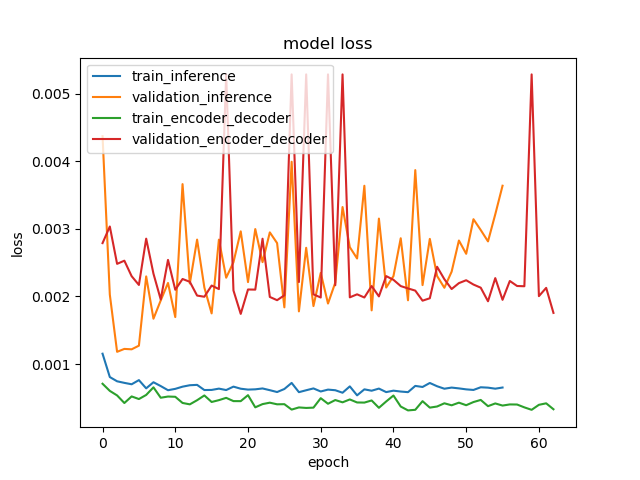 model loss
train_inference
validation_inference
train_encoder_decoder
validation_encoder_decoder
0.005
0.004
0.003
0.002
0.001
loss
0 10 20 30 40 50 60
epoch